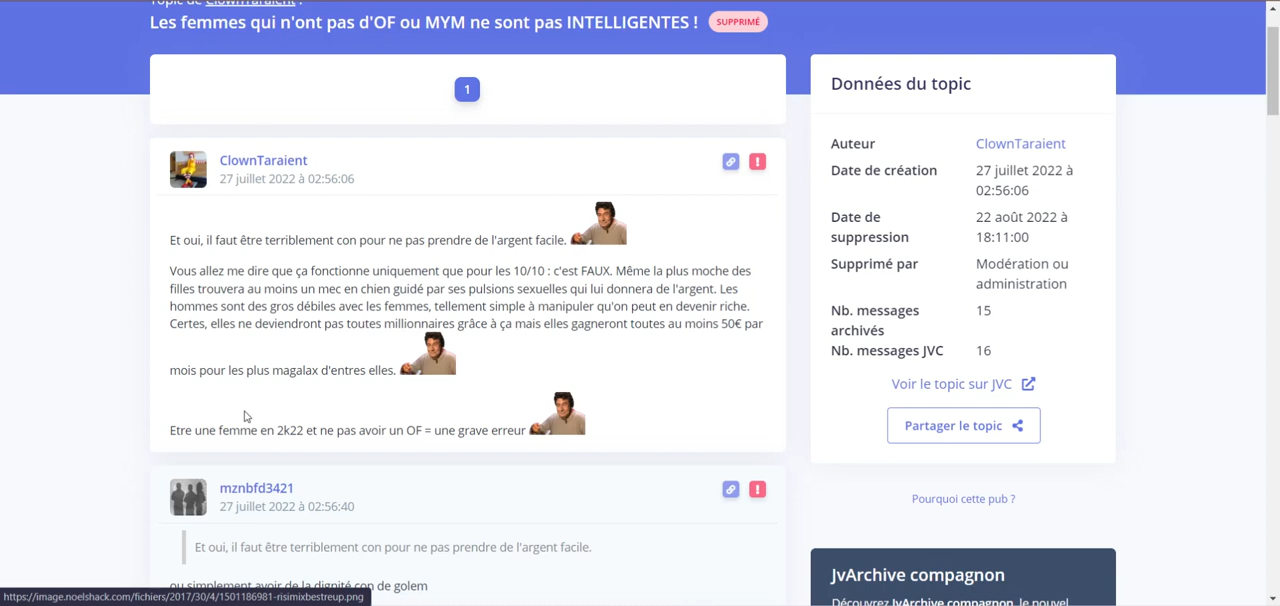 Topic de ClownTaraient :
Les femmes qui n'ont pas d'OF ou MYM ne sont pas INTELLIGENTES ! SUPPRIMÉ
1
ClownTaraient
27 juillet 2022 à 02:56:06
Et oui, il faut être terriblement con pour ne pas prendre de l'argent facile.
Vous allez me dire que ça fonctionne uniquement que pour les 10/10 : c'est FAUX. Même la plus moche des
filles trouvera au moins un mec en chien guidé par ses pulsions sexuelles qui lui donnera de l'argent. Les
hommes sont des gros débiles avec les femmes, tellement simple à manipuler qu'on peut en devenir riche.
Certes, elles ne deviendront pas toutes millionnaires grâce à ça mais elles gagneront toutes au moins 50€ par
mois pour les plus magalax d'entres elles.
Etre une femme en 2k22 et ne pas avoir un OF = une grave erreur
mznbfd3421
27 juillet 2022 à 02:56:40
Et oui, il faut être terriblement con pour ne pas prendre de l'argent facile.
ou simplement avoir de la dignité con de golem
https://image.noelshack.com/fichiers/2017/30/4/1501186981-risimixbestreup.png
Données du topic
Auteur ClownTaraient
Date de création 27 juillet 2022 à
02:56:06
Date de 22 août 2022 à
suppression 18:11:00
Supprimé par Modération ou
administration
Nb. messages 15
archivés
Nb. messages JVC 16
Voir le topic sur JVC
Partager le topic
Pourquoi cette pub ?
JvArchive compagnon
Découvrez JvArchive compagnon, le nouvel